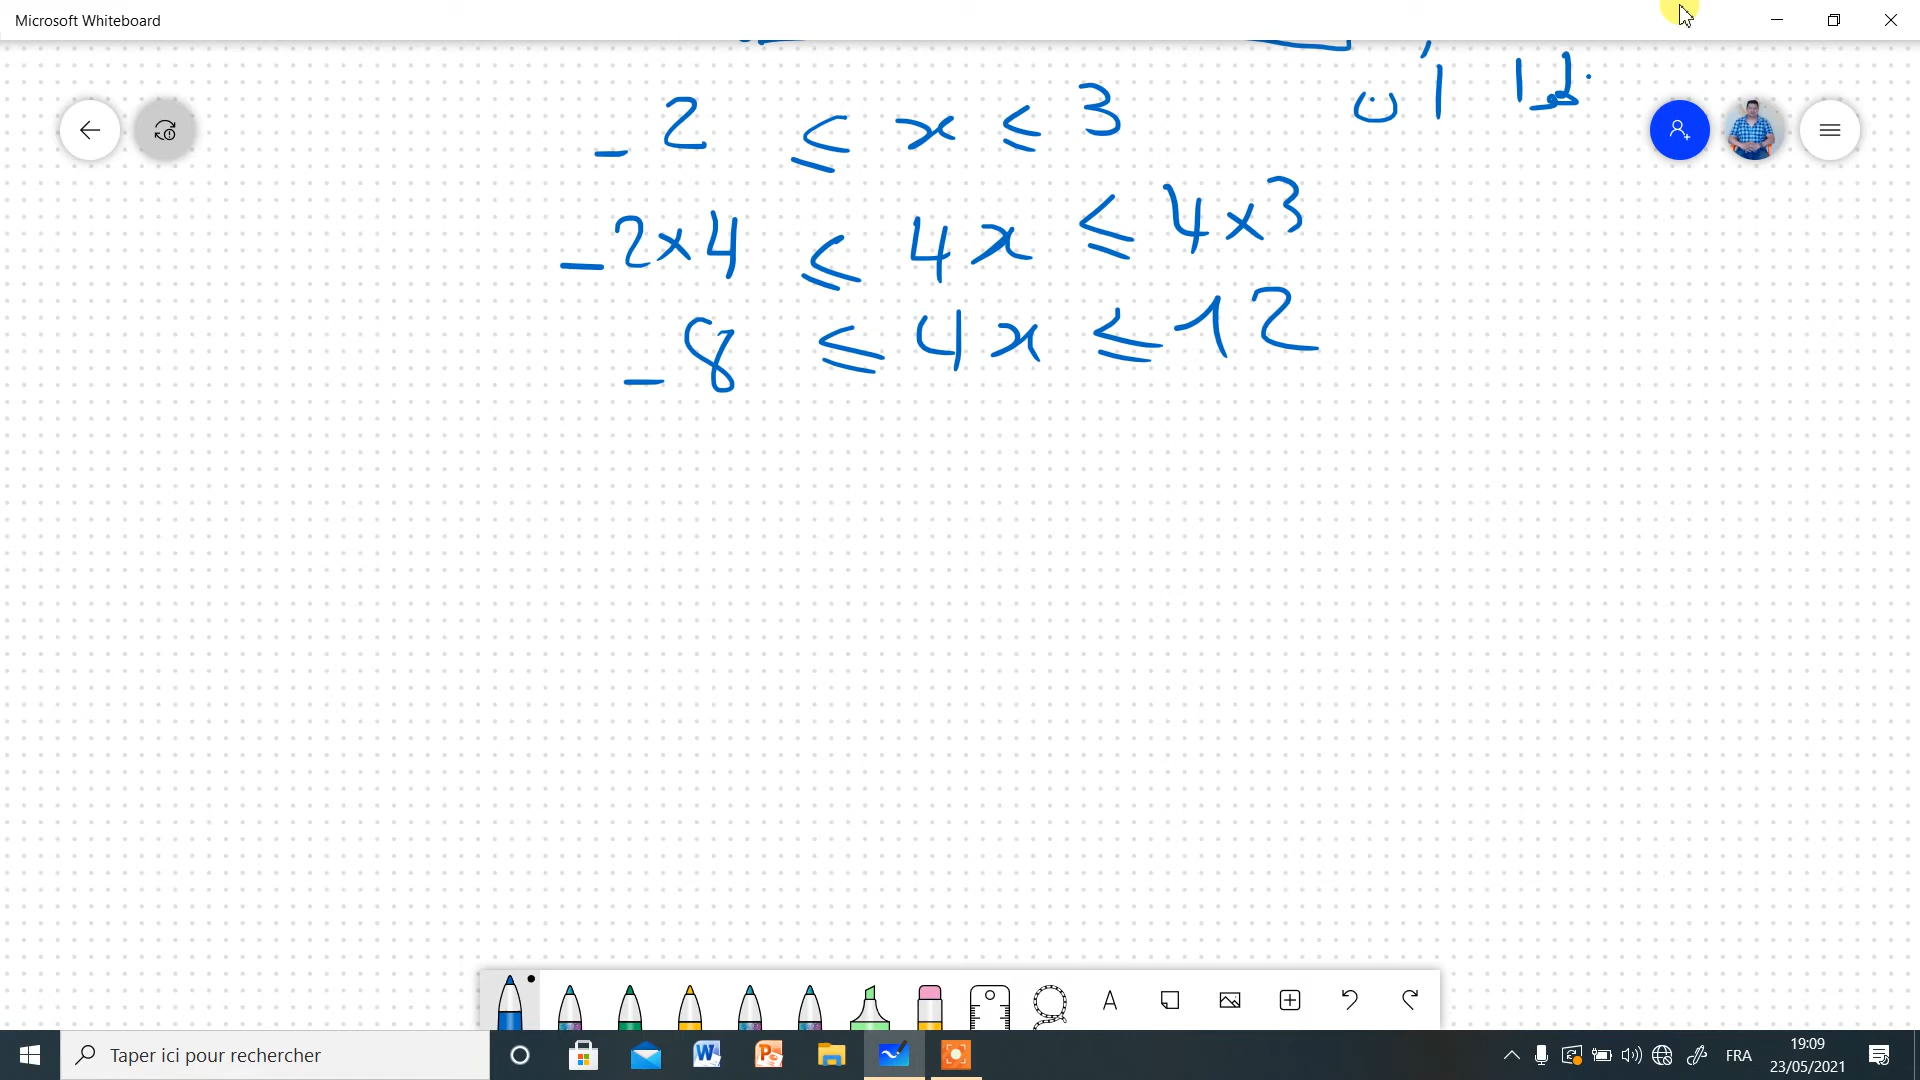 Microsoft Whiteboard
-2 ≤ x ≤ 3
-2×4 ≤ 4x ≤ 4×3
-8 ≤ 4x ≤ 12
Taper ici pour rechercher
FRA
19:09
23/05/2021